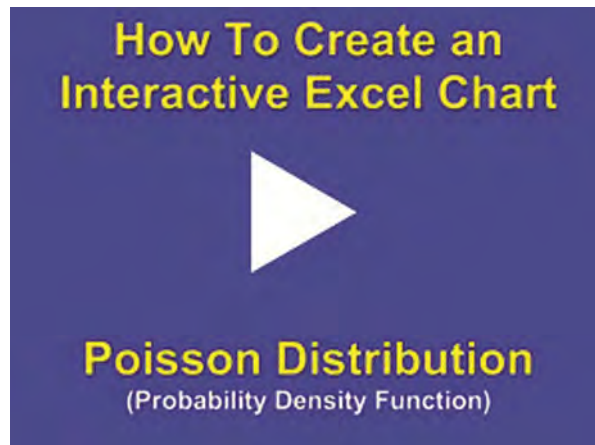 How To Create an
Interactive Excel Chart
Poisson Distribution
(Probability Density Function)